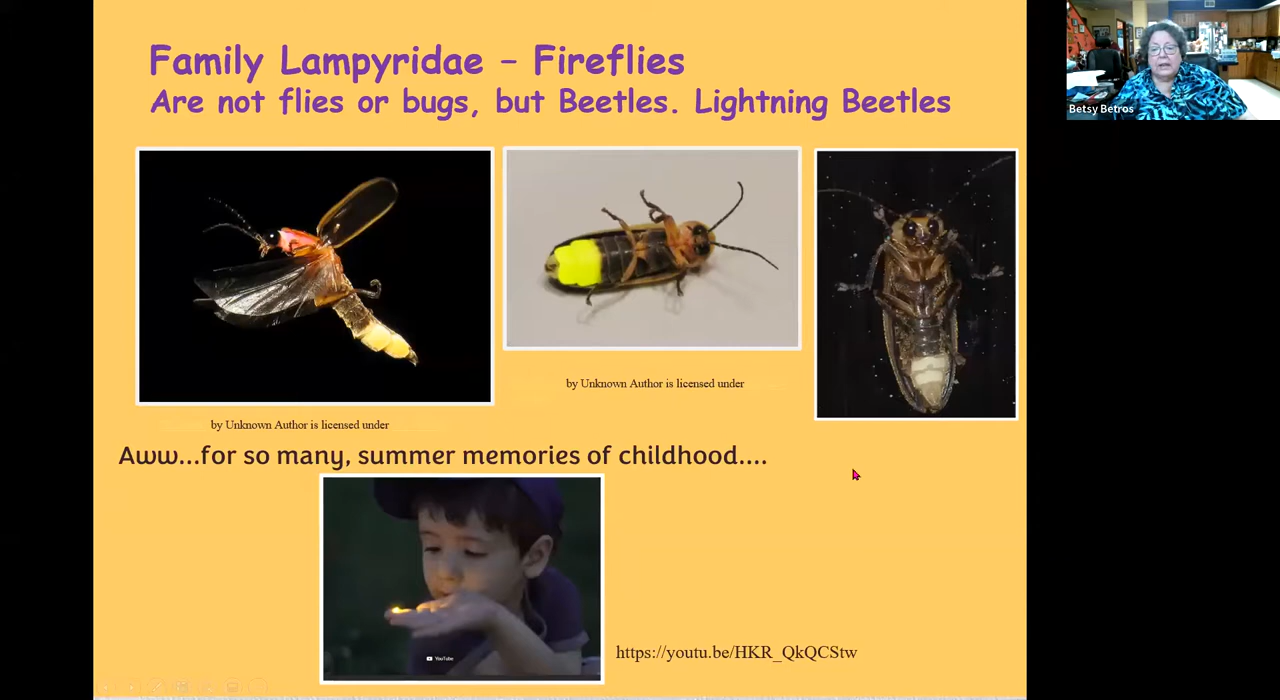 Family Lampyridae – Fireflies
Are not flies or bugs, but Beetles. Lightning Beetles
Betsy Betros
by Unknown Author is licensed under
by Unknown Author is licensed under
Aww...for so many, summer memories of childhood....
YouTube
https://youtu.be/HKR_QkQCStw